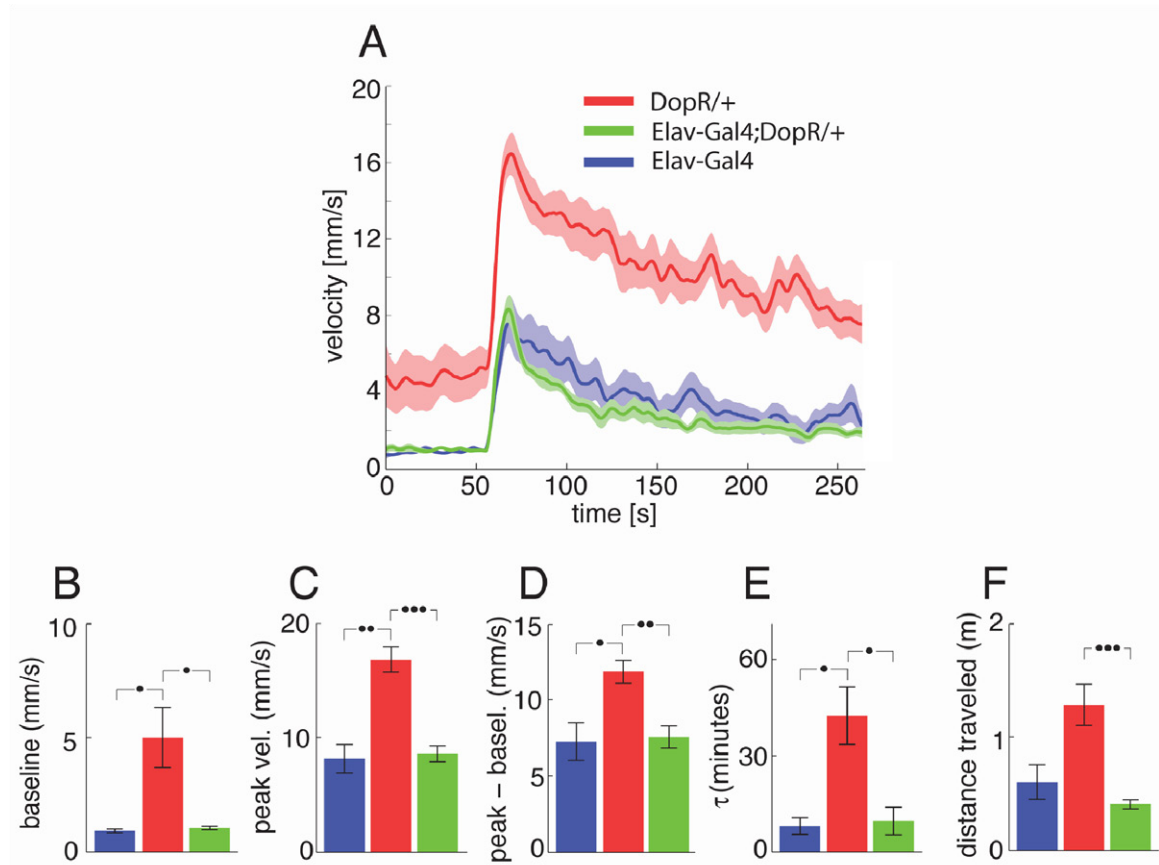 A
20
16
12
8
4
0
velocity [mm/s]
DopR/+
Elav-Gal4;DopR/+
Elav-Gal4
0 50 100 150 200 250
time [s]
B
10
5
0
baseline (mm/s)
C
20
10
0
peak vel. (mm/s)
D
15
10
5
0
peak – basel. (mm/s)
E
60
30
0
τ (minutes)
F
2
1
0
distance traveled (m)